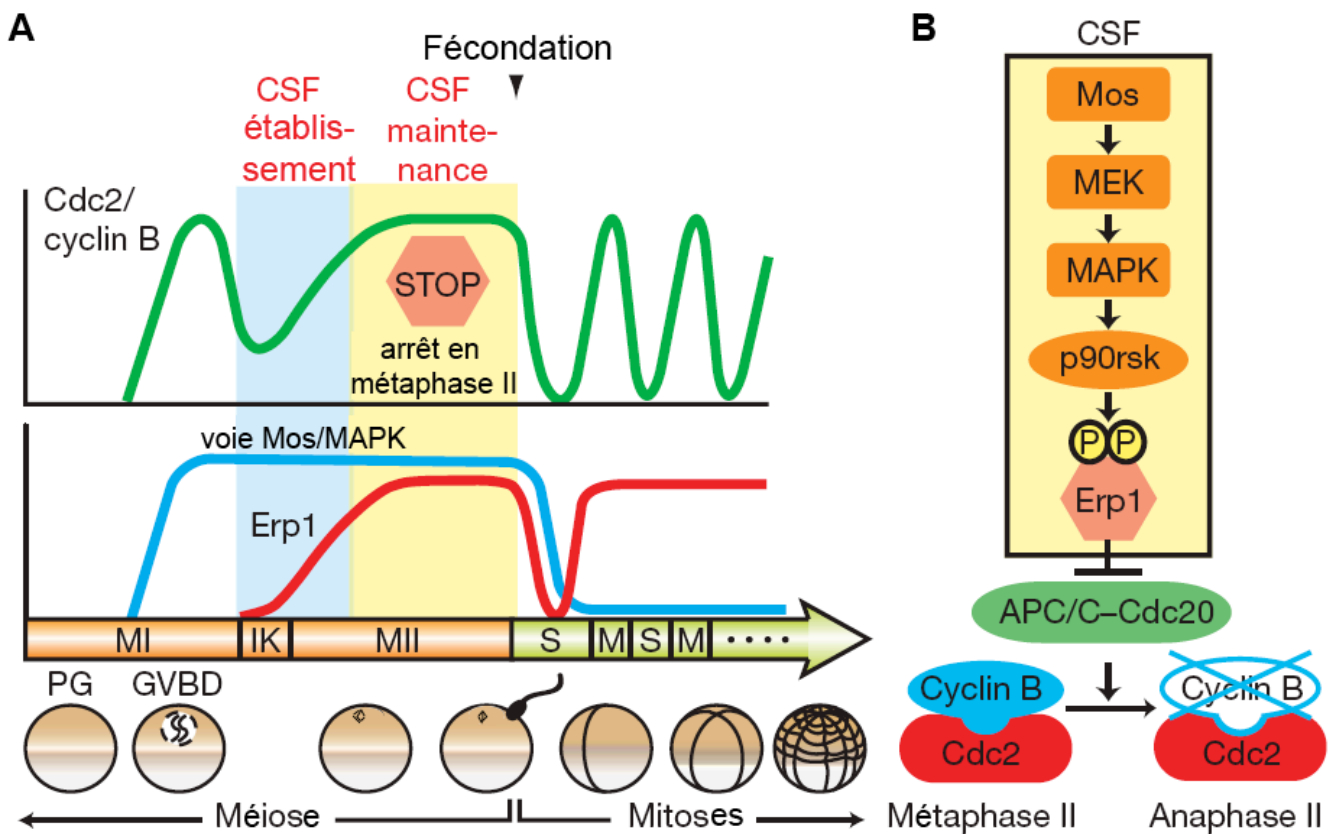 A
Fécondation
CSF
établis-
sement
CSF
mainte-
nance
Cdc2/
cyclin B
STOP
arrêt en
métaphase II
voie Mos/MAPK
Erp1
MI
IK
MII
S
M
S
M
....
PG
GVBD
Méiose
Mitoses
B
CSF
Mos
MEK
MAPK
p90rsk
P P
Erp1
APC/C–Cdc20
Cyclin B
Cdc2
Cyclin B
Cdc2
Métaphase II
Anaphase II